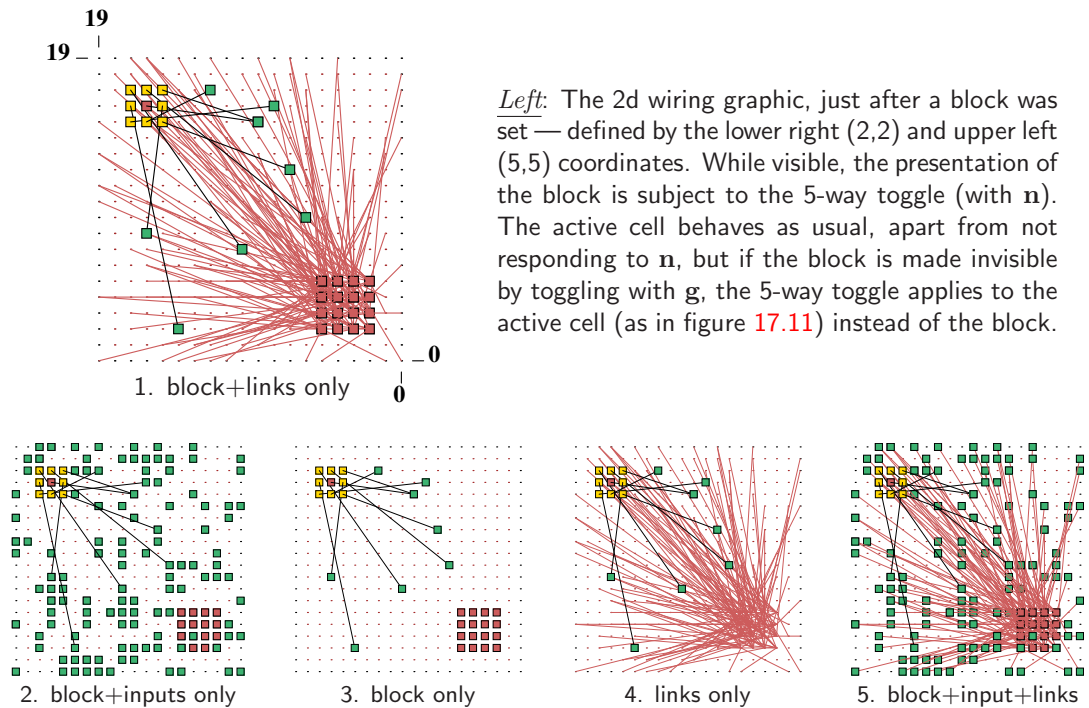 19
19
Left: The 2d wiring graphic, just after a block was
set — defined by the lower right (2,2) and upper left
(5,5) coordinates. While visible, the presentation of
the block is subject to the 5-way toggle (with n).
The active cell behaves as usual, apart from not
responding to n, but if the block is made invisible
by toggling with g, the 5-way toggle applies to the
active cell (as in figure 17.11) instead of the block.
0
0
1. block+links only
2. block+inputs only
3. block only
4. links only
5. block+input+links